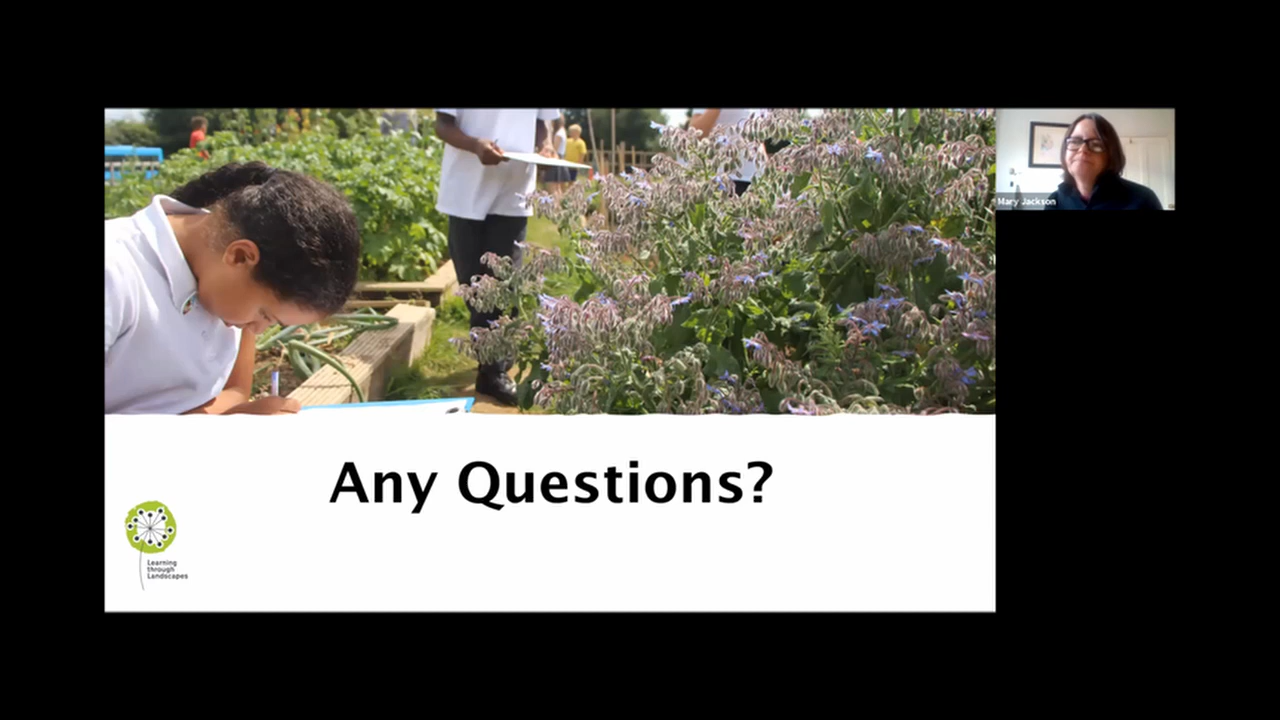 Mary Jackson
Any Questions?
Learning
through
Landscapes